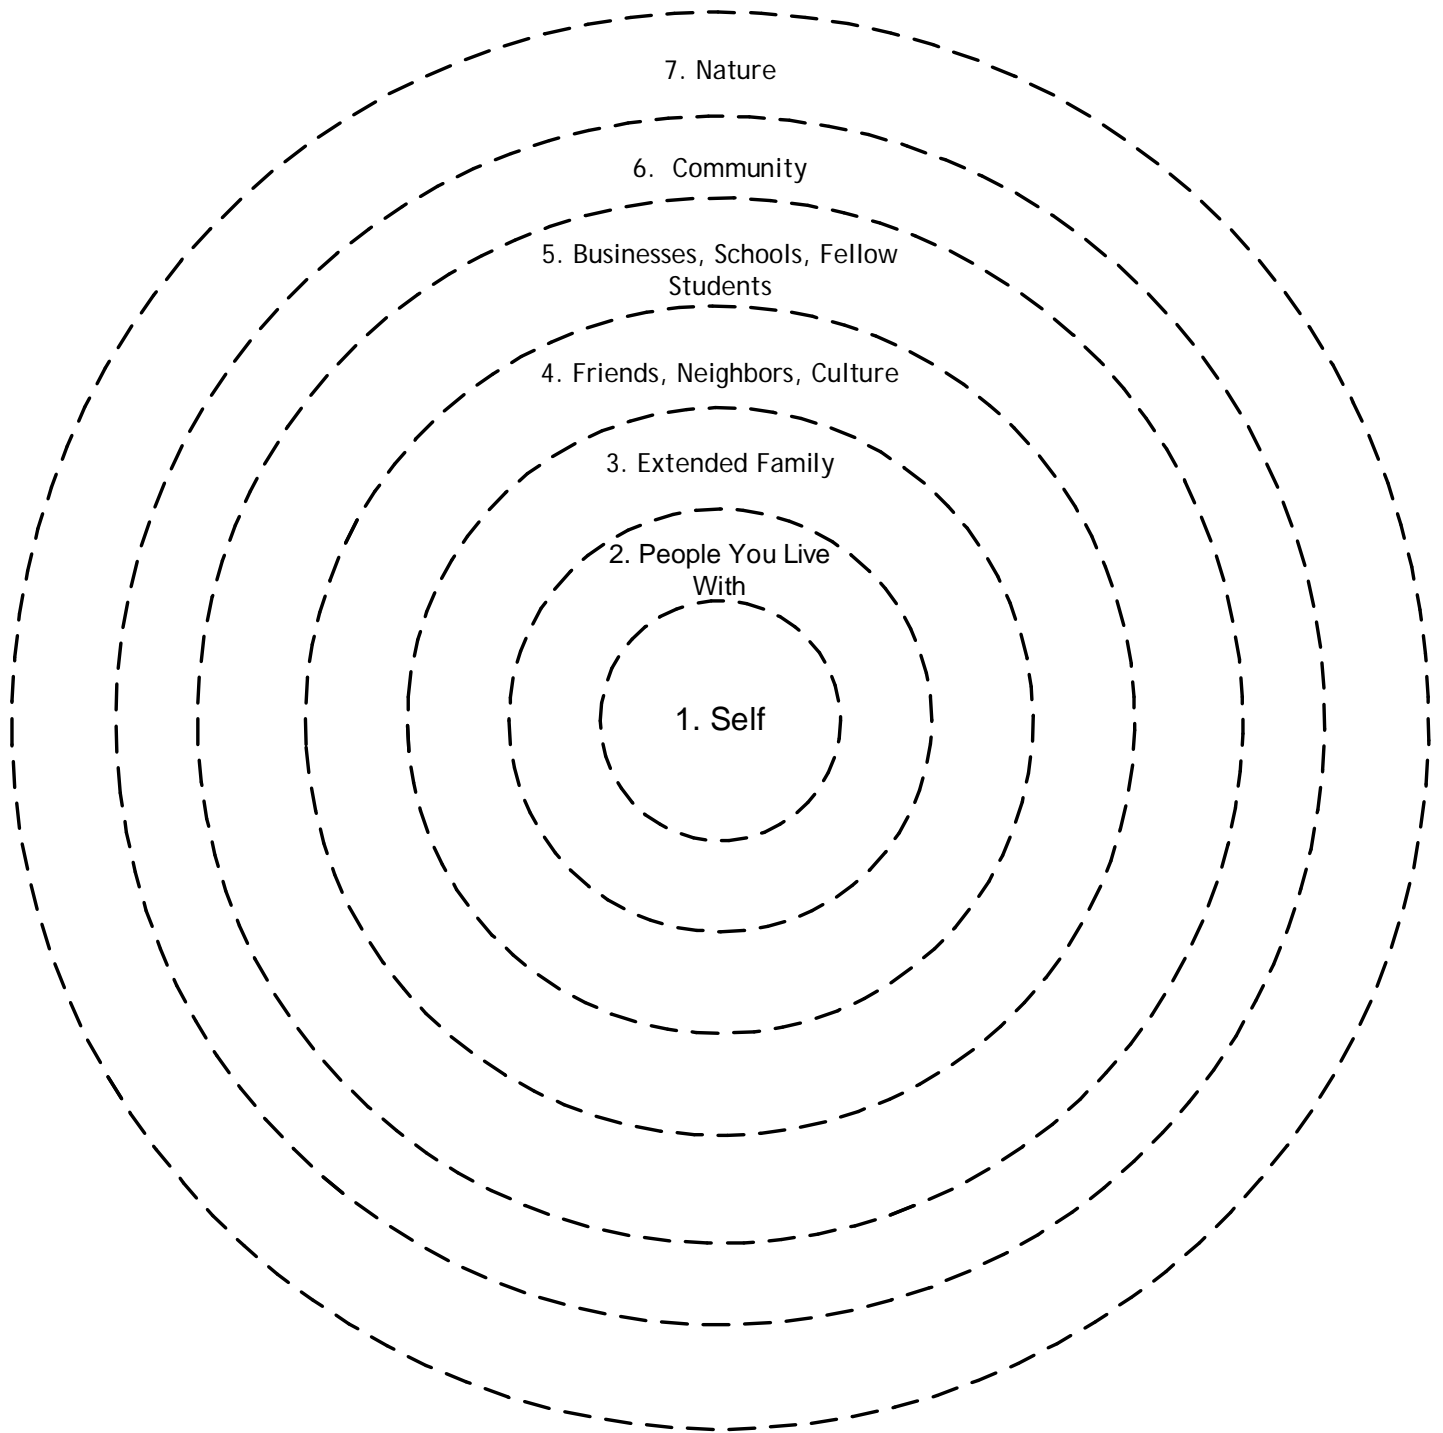 7. Nature
6. Community
5. Businesses, Schools, Fellow
Students
4. Friends, Neighbors, Culture
3. Extended Family
2. People You Live
With
1. Self